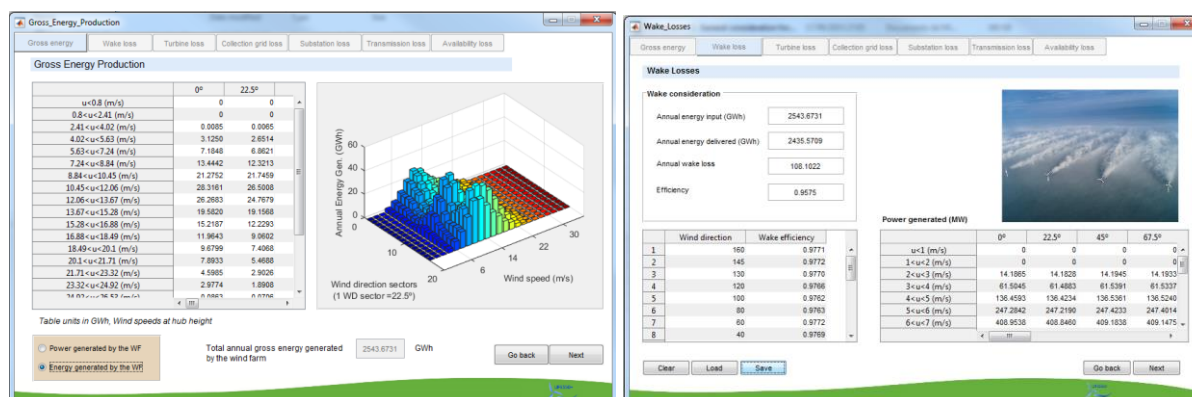 Gross_Energy_Production
Gross energy Wake loss Turbine loss Collection grid loss Substation loss Transmission loss Availability loss
Gross Energy Production
0º 22.5º
u<0.8 (m/s) 0 0
0.8<u<2.41 (m/s) 0 0
2.41<u<4.02 (m/s) 0.0085 0.0065
4.02<u<5.63 (m/s) 3.1250 2.6514
5.63<u<7.24 (m/s) 7.1848 6.8621
7.24<u<8.84 (m/s) 13.4442 12.3213
8.84<u<10.45 (m/s) 21.2752 21.7459
10.45<u<12.06 (m/s) 28.3161 26.5008
12.06<u<13.67 (m/s) 26.2683 24.7679
13.67<u<15.28 (m/s) 19.5820 19.1568
15.28<u<16.88 (m/s) 15.2187 12.2293
16.88<u<18.49 (m/s) 11.9643 9.0602
18.49<u<20.1 (m/s) 9.6799 7.4068
20.1<u<21.71 (m/s) 7.8933 5.4688
21.71<u<23.32 (m/s) 4.5985 2.9026
23.32<u<24.92 (m/s) 2.9774 1.8908
Annual Energy Gen. (GWh)
60
40
20
0
0
10
20
6
14
22
30
Wind speed (m/s)
Wind direction sectors
(1 WD sector =22.5º)
Table units in GWh, Wind speeds at hub height
Power generated by the WF
Energy generated by the WF
Total annual gross energy generated
by the wind farm
2543.6731 GWh
Go back Next
Wake_Losses
Gross energy Wake loss Turbine loss Collection grid loss Substation loss Transmission loss Availability loss
Wake Losses
Wake consideration
Annual energy input (GWh) 2543.6731
Annual energy delivered (GWh) 2435.5709
Annual wake loss 108.1022
Efficiency 0.9575
Wind direction Wake efficiency
1 160 0.9771
2 145 0.9772
3 130 0.9770
4 120 0.9766
5 100 0.9762
6 80 0.9763
7 60 0.9772
8 40 0.9769
Power generated (MW)
0º 22.5º 45º 67.5º
u<1 (m/s) 0 0 0 0
1<u<2 (m/s) 0 0 0 0
2<u<3 (m/s) 14.1865 14.1828 14.1945 14.1933
3<u<4 (m/s) 61.5045 61.4883 61.5391 61.5337
4<u<5 (m/s) 136.4593 136.4234 136.5361 136.5240
5<u<6 (m/s) 247.2842 247.2190 247.4233 247.4014
6<u<7 (m/s) 408.9538 408.8460 409.1838 409.1475
Clear Load Save
Go back Next